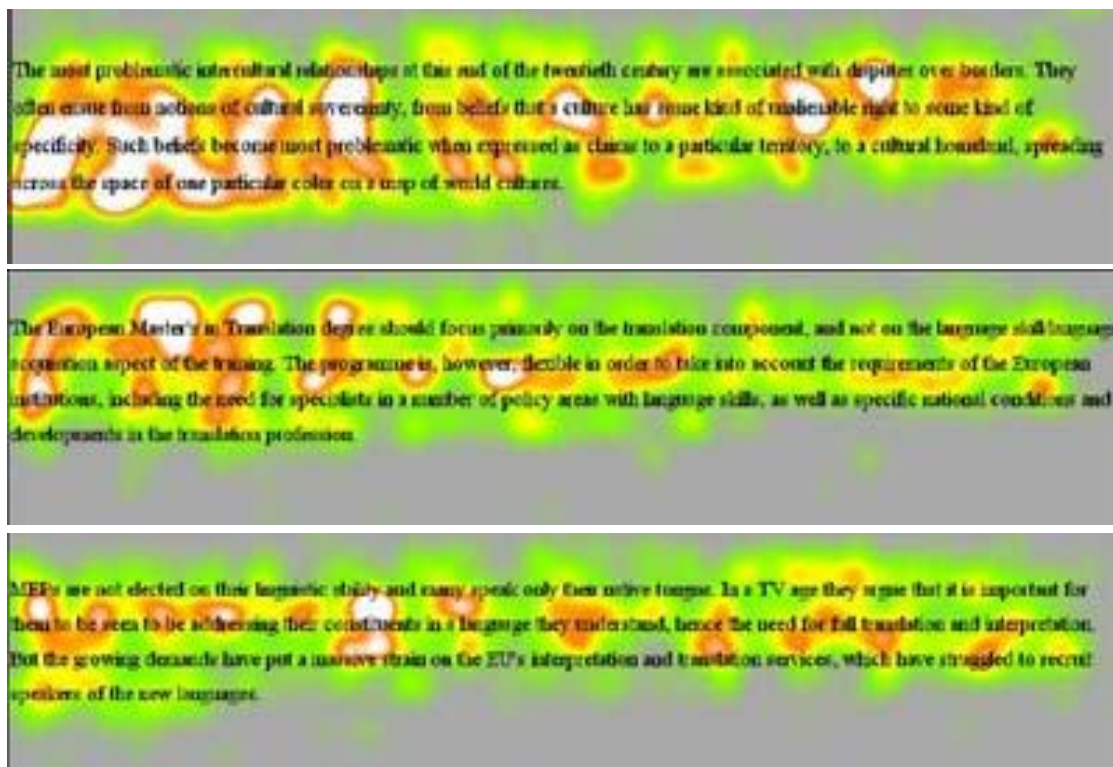 The most problematic intercultural relationships at this end of the twentieth century are associated with disputes over borders. They
often ensue from notions of cultural sovereignty, from beliefs that a culture has some kind of inalienable right to some kind of
specificity. Such beliefs become most problematic when expressed as claims to a particular territory, to a cultural homeland, spreading
across the space of one particular color on a map of world cultures.
The European Master's in Translation degree should focus primarily on the translation component, and not on the language skill/language
acquisition aspect of the training. The programme is, however, flexible in order to take into account the requirements of the European
institutions, including the need for specialists in a number of policy areas with language skills, as well as specific national conditions and
developments in the translation profession.
MEPs are not elected on their linguistic ability and many speak only their native tongue. In a TV age they argue that it is important for
them to be seen to be addressing their constituents in a language they understand, hence the need for full translation and interpretation.
But the growing demands have put a massive strain on the EU's interpretation and translation services, which have struggled to recruit
speakers of the new languages.